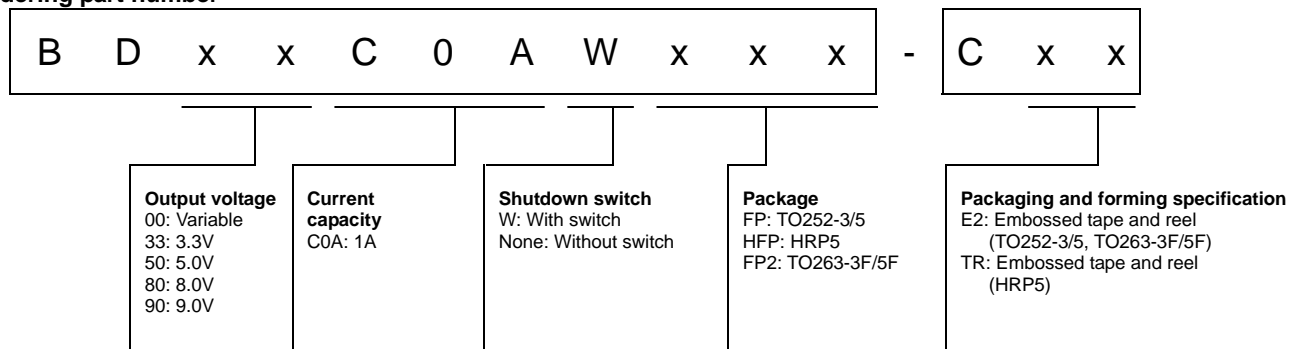 B D x x C 0 A W x x x - C x x
Output voltage
00: Variable
33: 3.3V
50: 5.0V
80: 8.0V
90: 9.0V
Current
capacity
C0A: 1A
Shutdown switch
W: With switch
None: Without switch
Package
FP: TO252-3/5
HFP: HRP5
FP2: TO263-3F/5F
Packaging and forming specification
E2: Embossed tape and reel
(TO252-3/5, TO263-3F/5F)
TR: Embossed tape and reel
(HRP5)